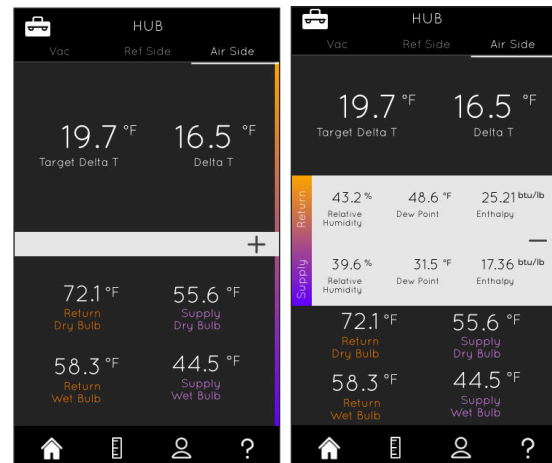 HUB
Vac Ref Side Air Side
19.7 °F 16.5 °F
Target Delta T Delta T
+
72.1 °F 55.6 °F
Return Supply
Dry Bulb Dry Bulb
58.3 °F 44.5 °F
Return Supply
Wet Bulb Wet Bulb
?
HUB
Vac Ref Side Air Side
19.7 °F 16.5 °F
Target Delta T Delta T
Return
43.2 % 48.6 °F 25.21 btu/lb
Relative Dew Point Enthalpy
Humidity
Supply
39.6 % 31.5 °F 17.36 btu/lb
Relative Dew Point Enthalpy
Humidity
72.1 °F 55.6 °F
Return Supply
Dry Bulb Dry Bulb
58.3 °F 44.5 °F
Return Supply
Wet Bulb Wet Bulb
?